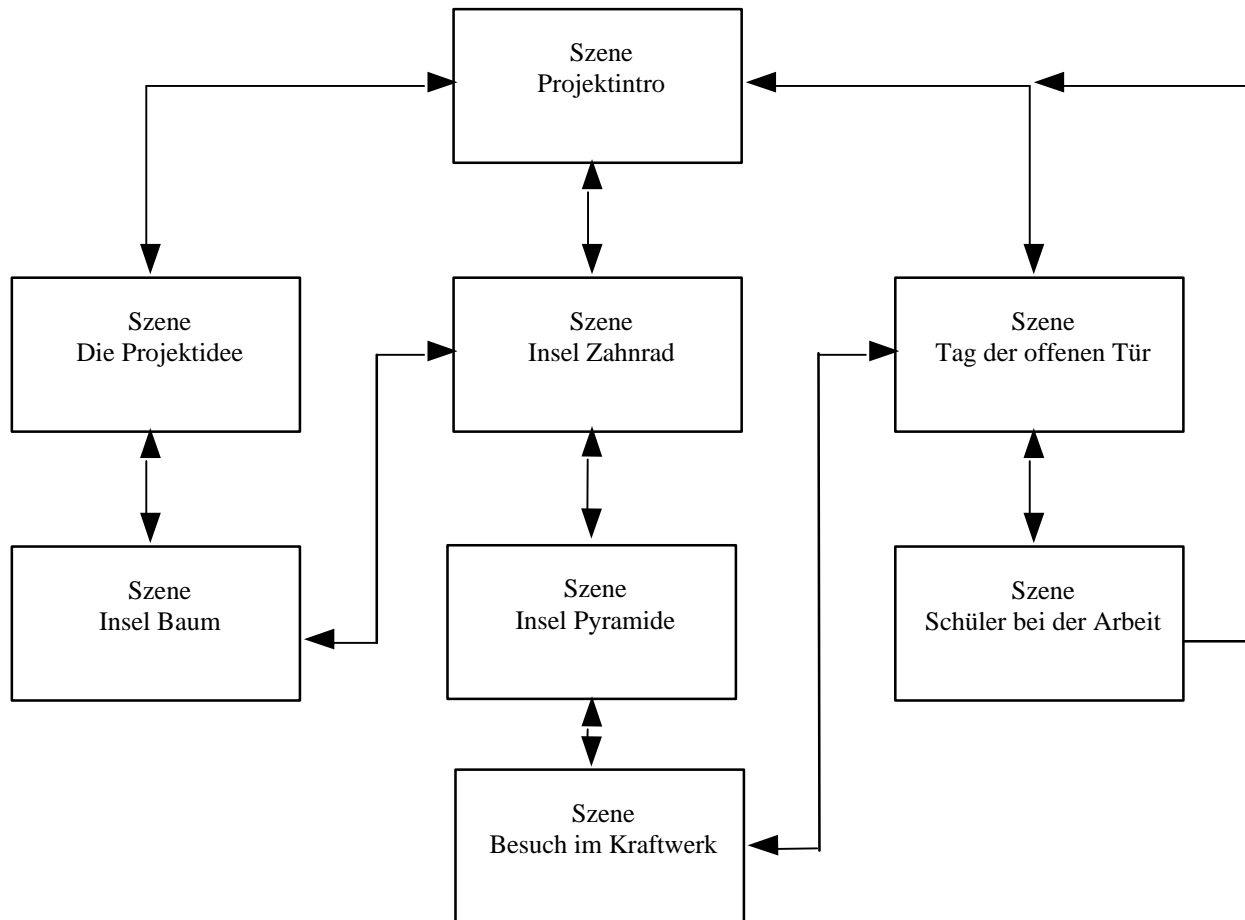 Szene
Projektintro
Szene
Die Projektidee
Szene
Insel Zahnrad
Szene
Tag der offenen Tür
Szene
Insel Baum
Szene
Insel Pyramide
Szene
Schüler bei der Arbeit
Szene
Besuch im Kraftwerk